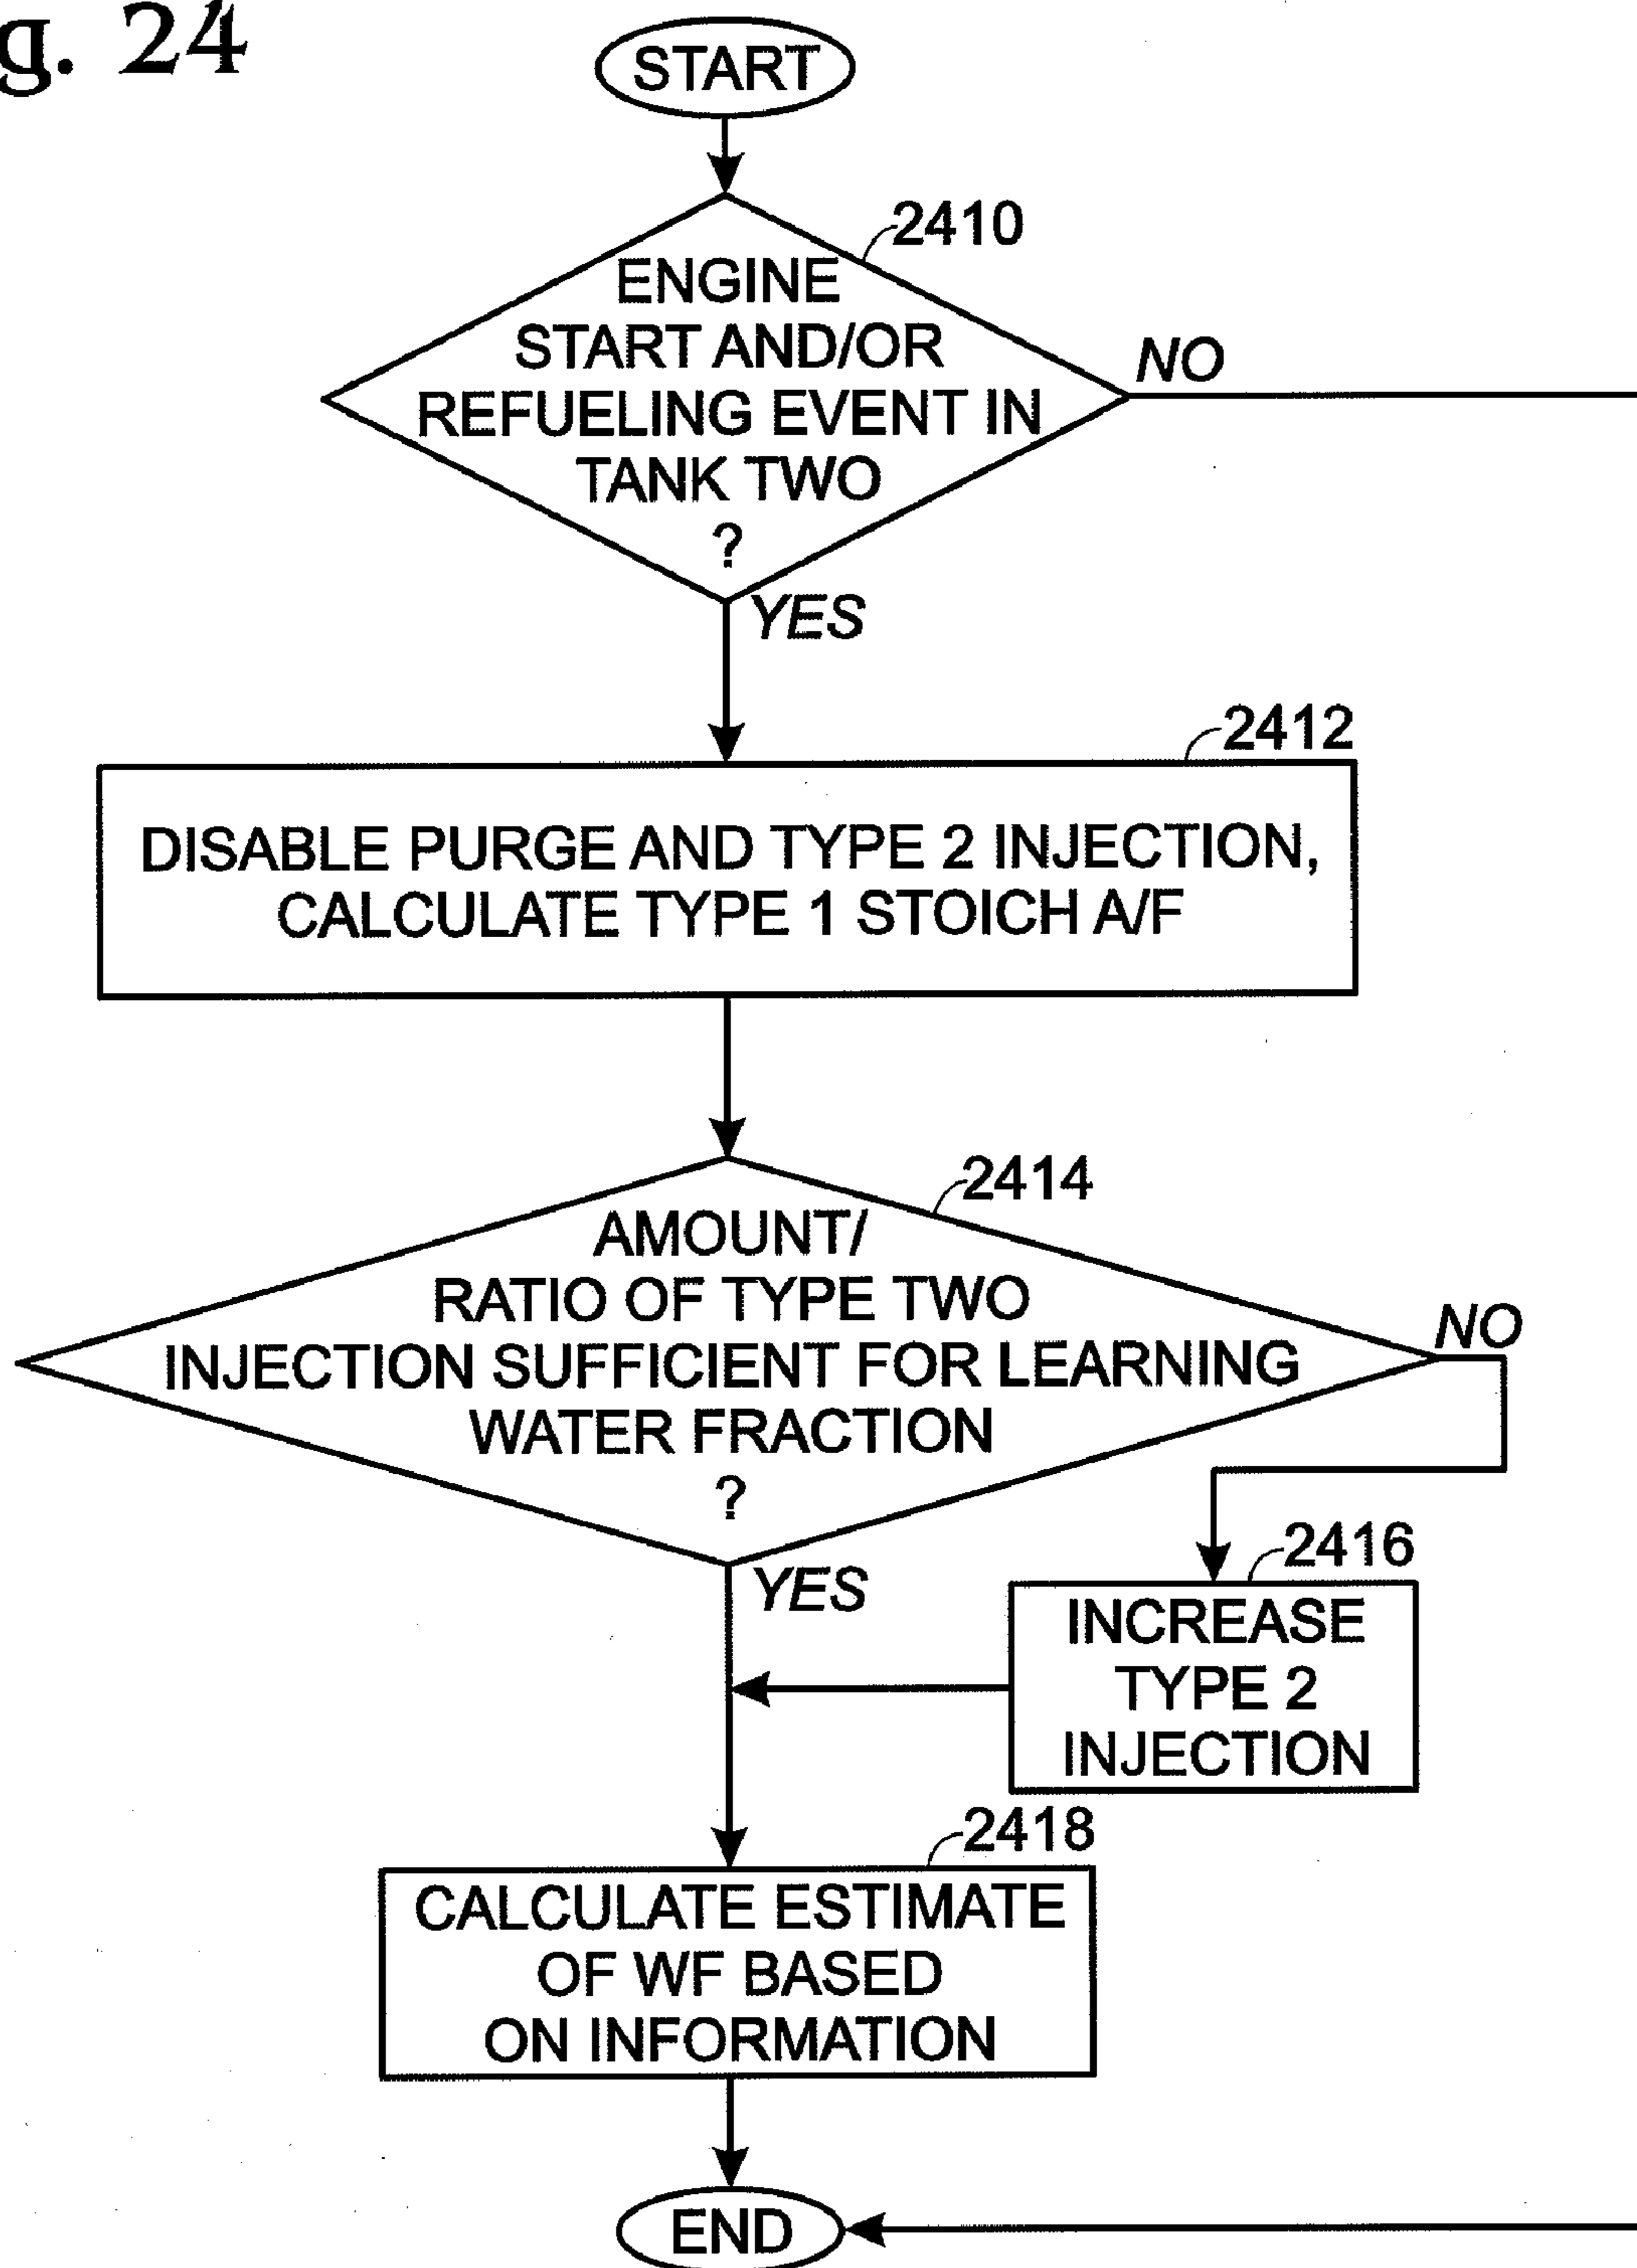 g. 24
START
2410
ENGINE
START AND/OR
REFUELING EVENT IN
TANK TWO
?
NO
YES
2412
DISABLE PURGE AND TYPE 2 INJECTION,
CALCULATE TYPE 1 STOICH A/F
2414
AMOUNT/
RATIO OF TYPE TWO
INJECTION SUFFICIENT FOR LEARNING
WATER FRACTION
?
NO
YES
2416
INCREASE
TYPE 2
INJECTION
2418
CALCULATE ESTIMATE
OF WF BASED
ON INFORMATION
END